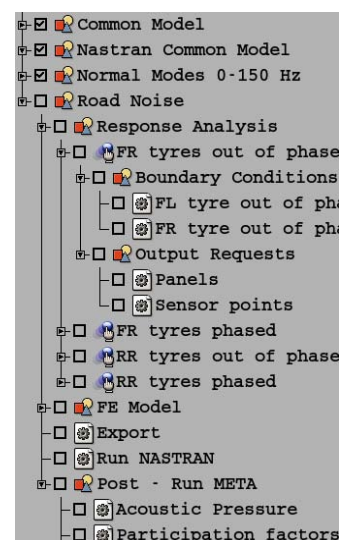 Common Model
Nastran Common Model
Normal Modes 0-150 Hz
Road Noise
Response Analysis
FR tyres out of phase
Boundary Conditions
FL tyre out of pha
FR tyre out of pha
Output Requests
Panels
Sensor points
FR tyres phased
RR tyres out of phase
RR tyres phased
FE Model
Export
Run NASTRAN
Post - Run META
Acoustic Pressure
Participation factors